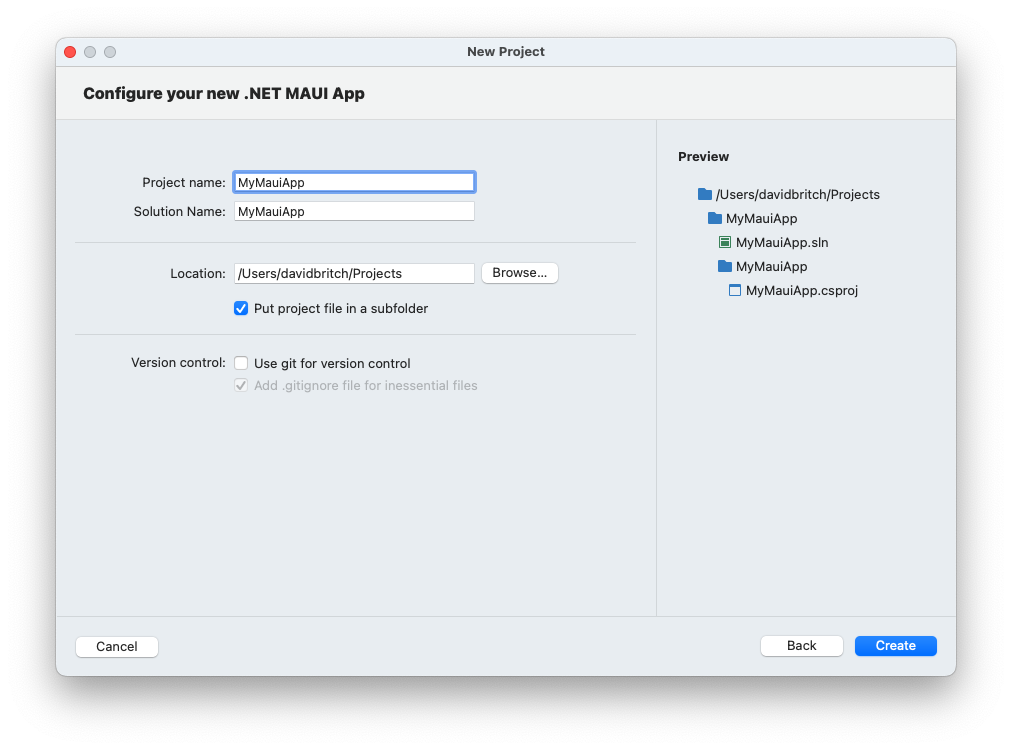 New Project
Configure your new .NET MAUI App
Project name: MyMauiApp
Solution Name: MyMauiApp
Location: /Users/davidbritch/Projects Browse...
Put project file in a subfolder
Version control: Use git for version control
Add .gitignore file for inessential files
Preview
/Users/davidbritch/Projects
MyMauiApp
MyMauiApp.sln
MyMauiApp
MyMauiApp.csproj
Cancel Back Create